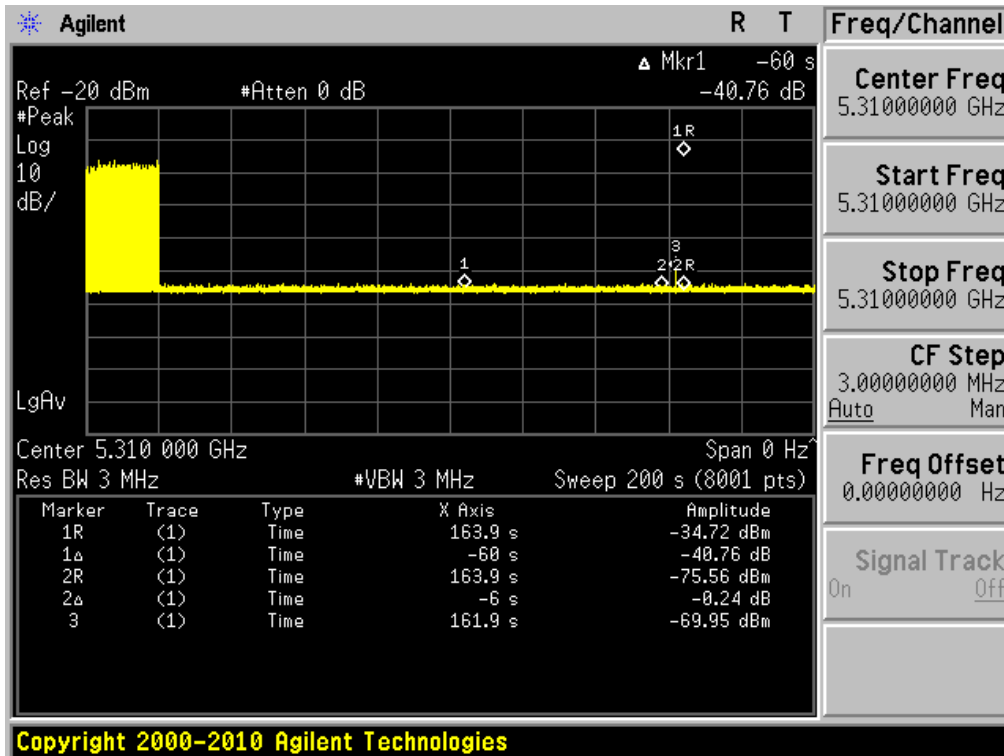 Agilent
R T
Freq/Channel
Δ Mkr1 -60 s
Ref -20 dBm
#Atten 0 dB
-40.76 dB
#Peak
Log
10
dB/
1R
1
3
2
2R
LgAv
Center 5.310 000 GHz
Span 0 Hz^
Res BW 3 MHz
#VBW 3 MHz
Sweep 200 s (8001 pts)
Marker Trace Type X Axis Amplitude
1R (1) Time 163.9 s -34.72 dBm
1Δ (1) Time -60 s -40.76 dB
2R (1) Time 163.9 s -75.56 dBm
2Δ (1) Time -6 s -0.24 dB
3 (1) Time 161.9 s -69.95 dBm
Center Freq
5.31000000 GHz
Start Freq
5.31000000 GHz
Stop Freq
5.31000000 GHz
CF Step
3.00000000 MHz
Auto Man
Freq Offset
0.00000000 Hz
Signal Track
On Off
Copyright 2000-2010 Agilent Technologies